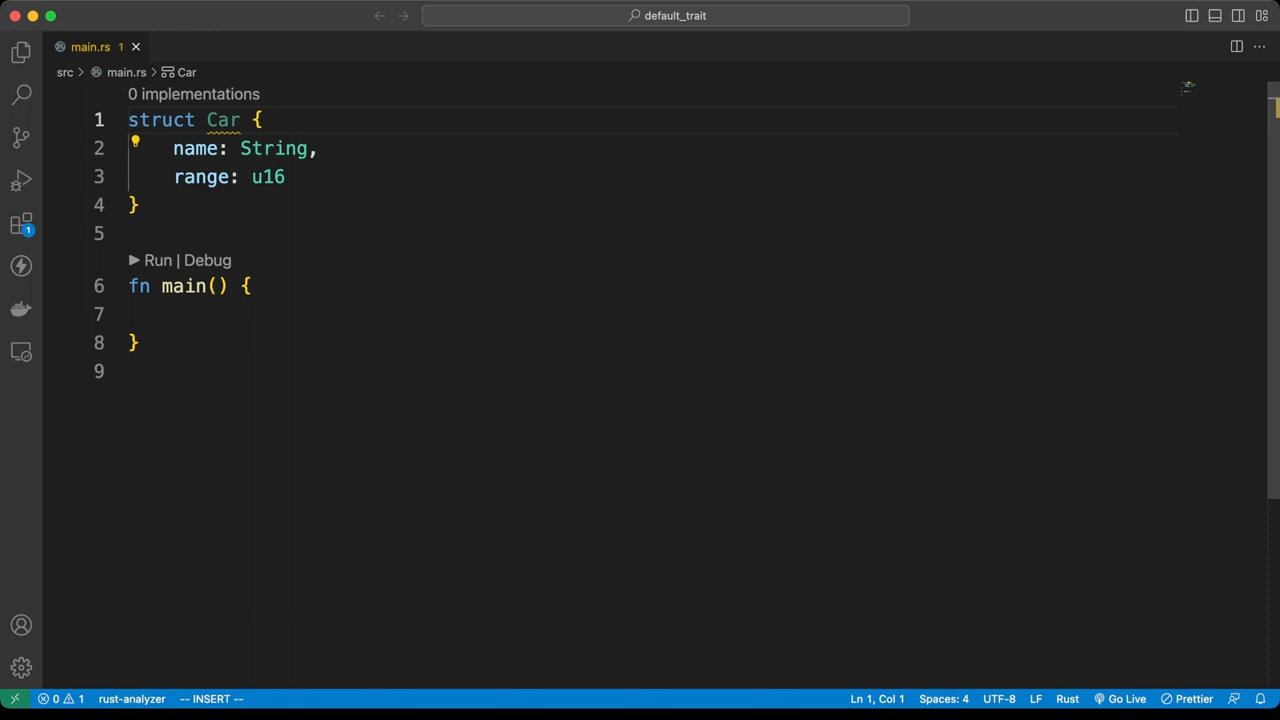 default_trait
main.rs 1
src > main.rs > Car
0 implementations
1 struct Car {
2 name: String,
3 range: u16
4 }
5
Run | Debug
6 fn main() {
7
8 }
9
1
0 1 rust-analyzer -- INSERT -- Ln 1, Col 1 Spaces: 4 UTF-8 LF Rust Go Live Prettier